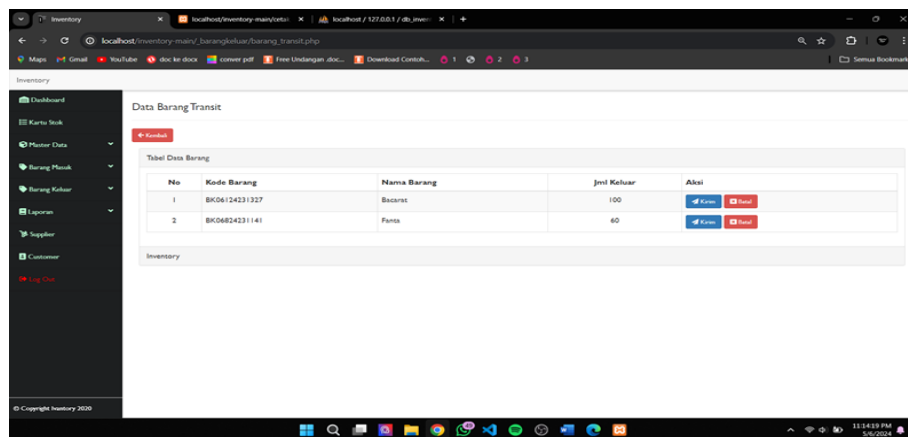 Inventory
localhost/inventory-main/cetak
localhost / 127.0.0.1 / db_inven
localhost/inventory-main/_barangkeluar/barang_transit.php
Maps
Gmail
YouTube
doc ke docx
conver pdf
Free Undangan .doc...
Download Contoh...
1
2
3
Semua Bookmark
Inventory
Dashboard
Kartu Stok
Master Data
Barang Masuk
Barang Keluar
Laporan
Supplier
Customer
Log Out
© Copyright Ivantory 2020
Data Barang Transit
Kembali
Tabel Data Barang
No Kode Barang Nama Barang Jml Keluar Aksi
1 BK06124231327 Bacarat 100 Kirim Batal
2 BK06824231141 Fanta 60 Kirim Batal
Inventory
11:14:19 PM
5/6/2024